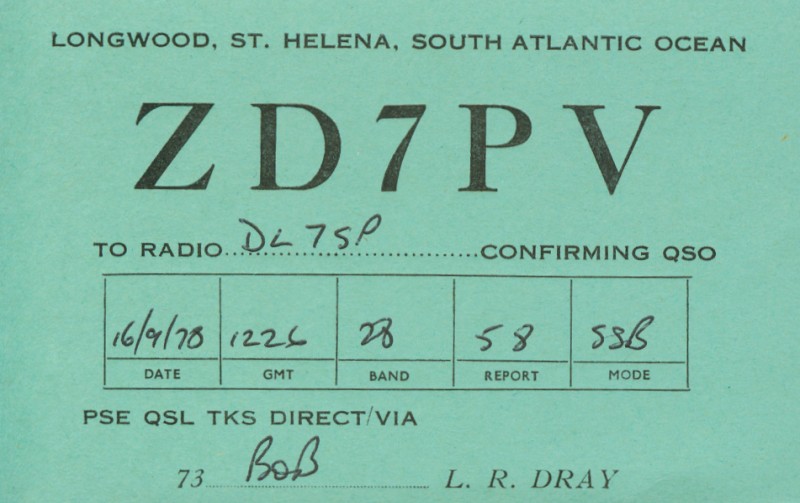 LONGWOOD, ST. HELENA, SOUTH ATLANTIC OCEAN
ZD7PV
TO RADIO DL7SP CONFIRMING QSO
16/9/78 1226 28 58 SSB
DATE GMT BAND REPORT MODE
PSE QSL TKS DIRECT/VIA
73 BOB L. R. DRAY